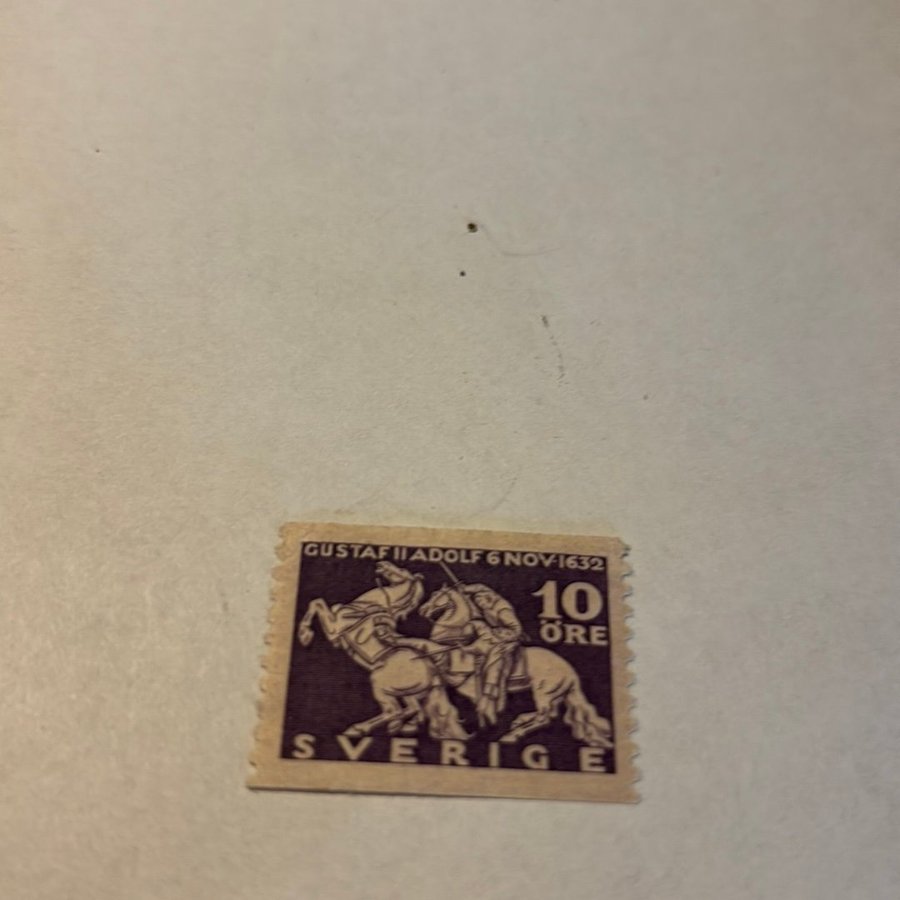 GUSTAF II ADOLF 6 NOV·1632
10
ÖRE
SVERIGE